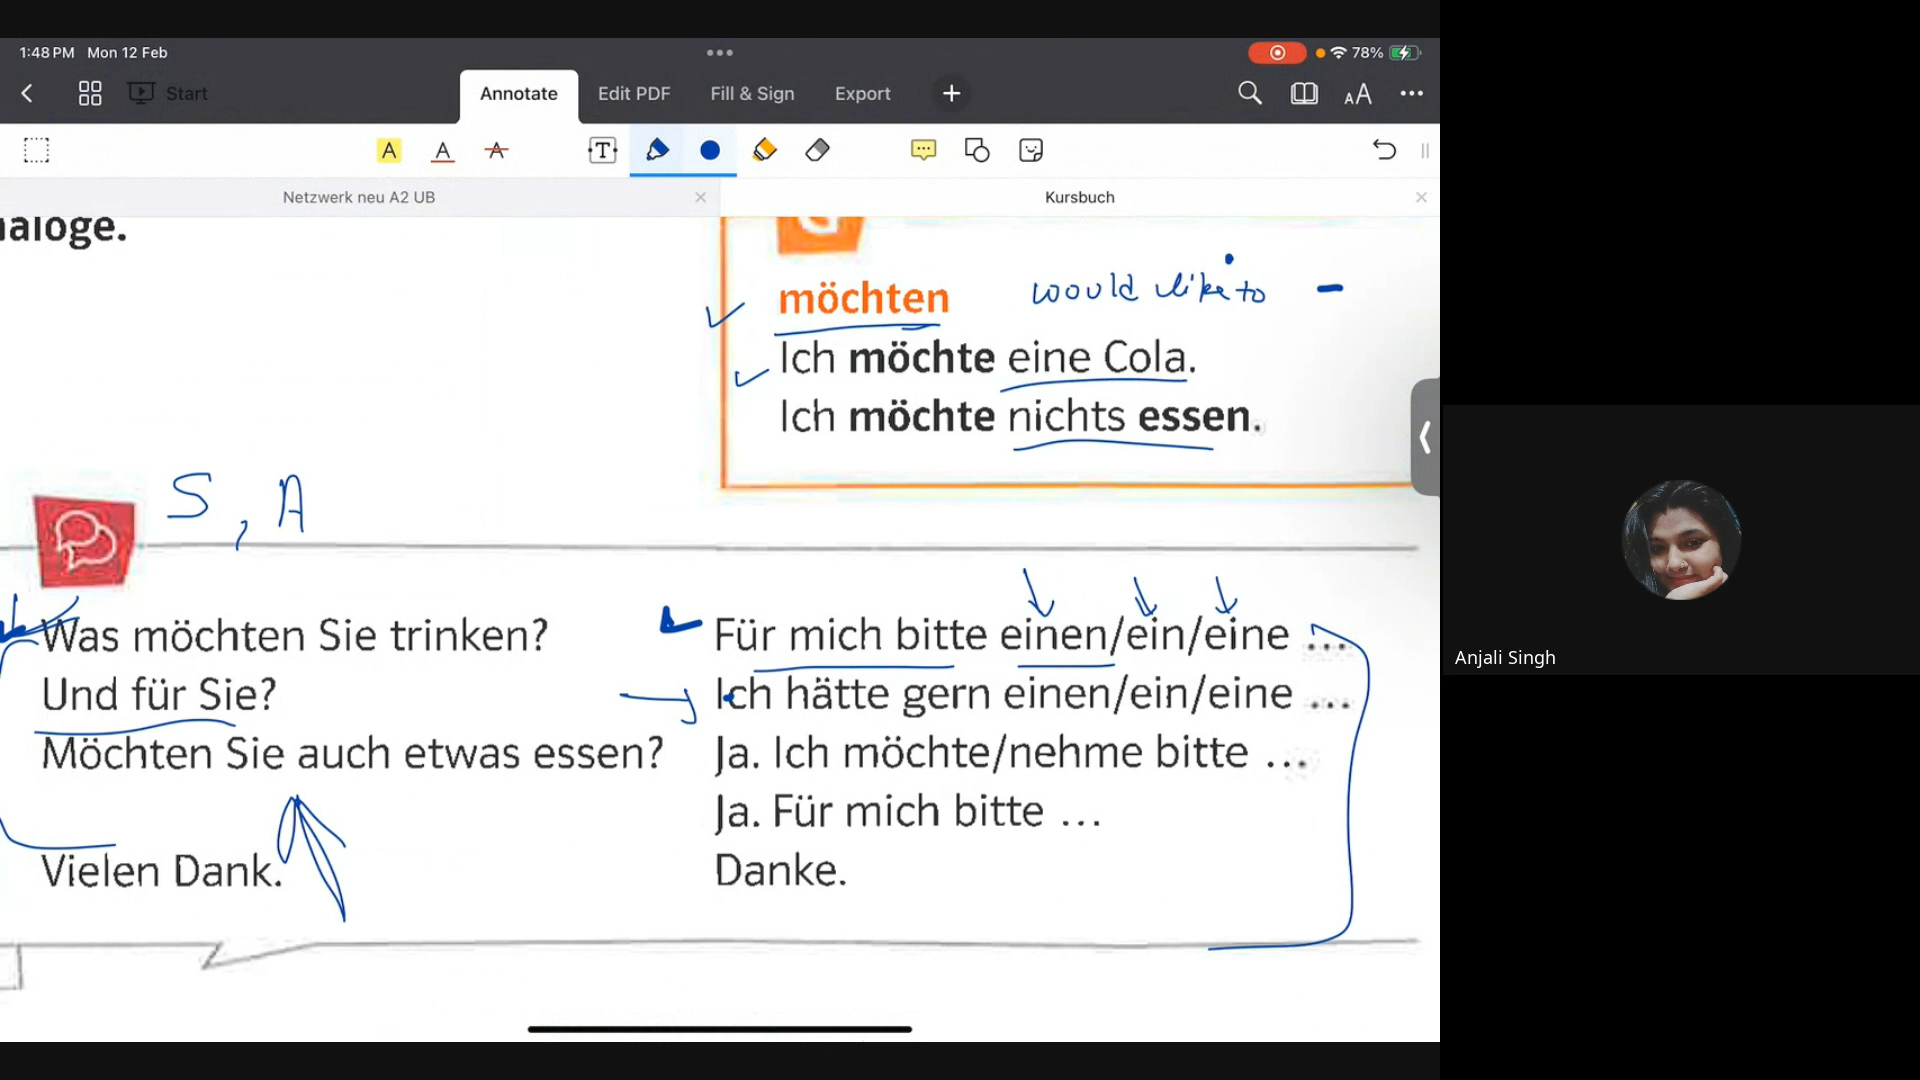 1:48 PM Mon 12 Feb
78%
Start
Annotate
Edit PDF
Fill & Sign
Export
Netzwerk neu A2 UB
Kursbuch
aloge.
möchten would like to -
Ich möchte eine Cola.
Ich möchte nichts essen.
S, A
Was möchten Sie trinken?
Und für Sie?
Möchten Sie auch etwas essen?
Vielen Dank.
Für mich bitte einen/ein/eine ...
Ich hätte gern einen/ein/eine ...
Ja. Ich möchte/nehme bitte ...
Ja. Für mich bitte ...
Danke.
Anjali Singh